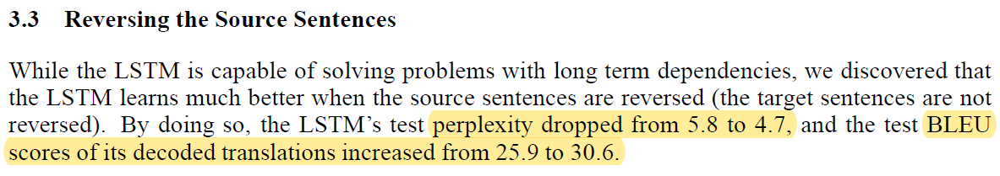 3.3 Reversing the Source Sentences
While the LSTM is capable of solving problems with long term dependencies, we discovered that
the LSTM learns much better when the source sentences are reversed (the target sentences are not
reversed). By doing so, the LSTM's test perplexity dropped from 5.8 to 4.7, and the test BLEU
scores of its decoded translations increased from 25.9 to 30.6.